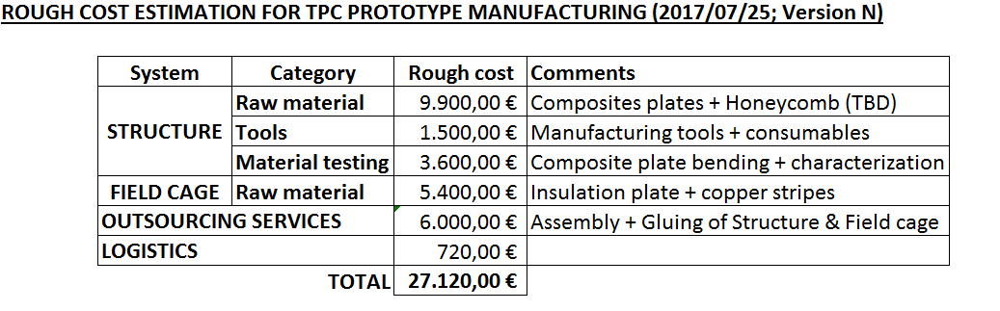 ROUGH COST ESTIMATION FOR TPC PROTOTYPE MANUFACTURING (2017/07/25; Version N)
System Category Rough cost Comments
Raw material 9.900,00 € Composites plates + Honeycomb (TBD)
STRUCTURE Tools 1.500,00 € Manufacturing tools + consumables
Material testing 3.600,00 € Composite plate bending + characterization
FIELD CAGE Raw material 5.400,00 € Insulation plate + copper stripes
OUTSOURCING SERVICES 6.000,00 € Assembly + Gluing of Structure & Field cage
LOGISTICS 720,00 €
TOTAL 27.120,00 €